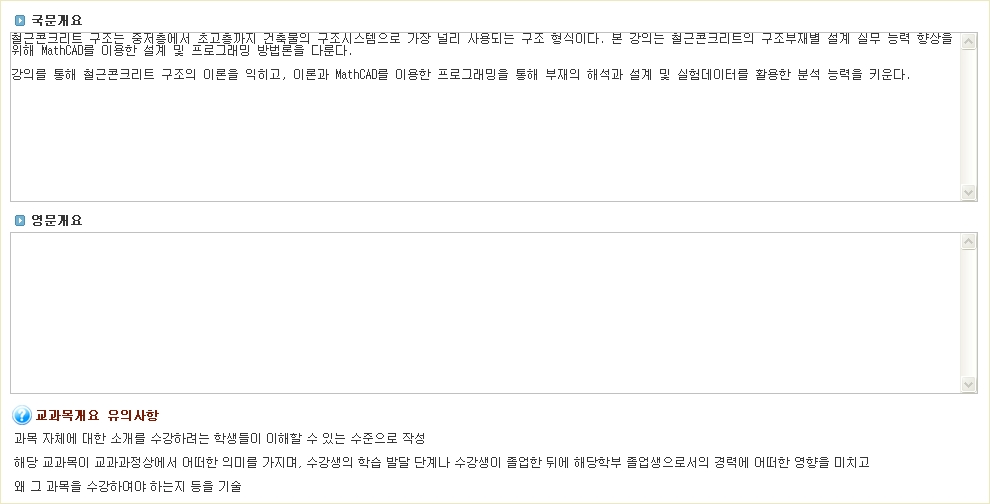 국문개요
철근콘크리트 구조는 중저층에서 초고층까지 건축물의 구조시스템으로 가장 널리 사용되는 구조 형식이다. 본 강의는 철근콘크리트의 구조부재별 설계 실무 능력 향상을
위해 MathCAD를 이용한 설계 및 프로그래밍 방법론을 다룬다.
강의를 통해 철근콘크리트 구조의 이론을 익히고, 이론과 MathCAD를 이용한 프로그래밍을 통해 부재의 해석과 설계 및 실험데이터를 활용한 분석 능력을 키운다.
영문개요
교과목개요 유의사항
과목 자체에 대한 소개를 수강하려는 학생들이 이해할 수 있는 수준으로 작성
해당 교과목이 교과과정상에서 어떠한 의미를 가지며, 수강생의 학습 발달 단계나 수강생이 졸업한 뒤에 해당학부 졸업생으로서의 경력에 어떠한 영향을 미치고
왜 그 과목을 수강하여야 하는지 등을 기술